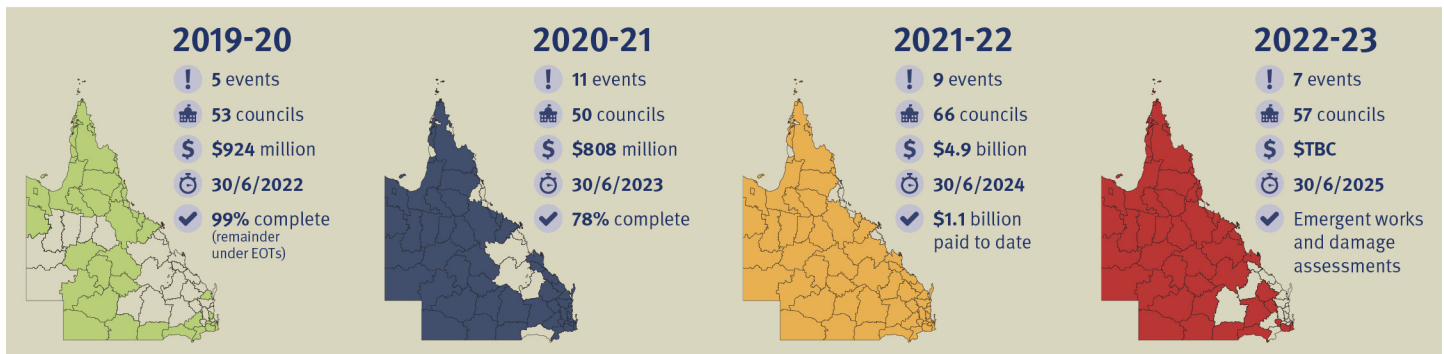 2019-20
5 events
53 councils
$ $924 million
30/6/2022
99% complete
(remainder
under EOTs)
2020-21
11 events
50 councils
$ $808 million
30/6/2023
78% complete
2021-22
9 events
66 councils
$ $4.9 billion
30/6/2024
$1.1 billion
paid to date
2022-23
7 events
57 councils
$ $TBC
30/6/2025
Emergent works
and damage
assessments